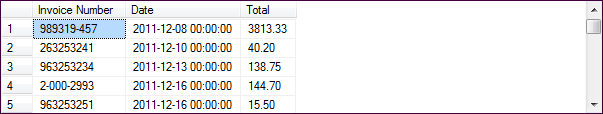 Invoice Number Date Total
1 989319-457 2011-12-08 00:00:00 3813.33
2 263253241 2011-12-10 00:00:00 40.20
3 963253234 2011-12-13 00:00:00 138.75
4 2-000-2993 2011-12-16 00:00:00 144.70
5 963253251 2011-12-16 00:00:00 15.50